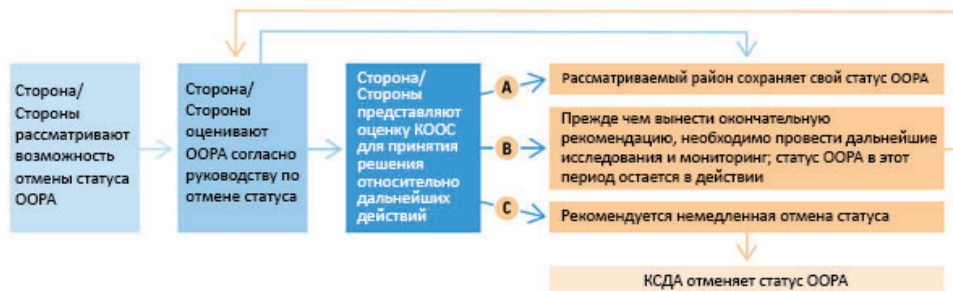 Сторона/
Стороны
рассматривают
возможность
отмены статуса
ООРА
Сторона/
Стороны
оценивают
ООРА согласно
руководству по
отмене статуса
Сторона/
Стороны
представляют
оценку КООС
для принятия
решения
относительно
дальнейших
действий
A
Рассматриваемый район сохраняет свой статус ООРА
B
Прежде чем вынести окончательную
рекомендацию, необходимо провести дальнейшие
исследования и мониторинг; статус ООРА в этот
период остается в действии
C
Рекомендуется немедленная отмена статуса
КСДА отменяет статус ООРА